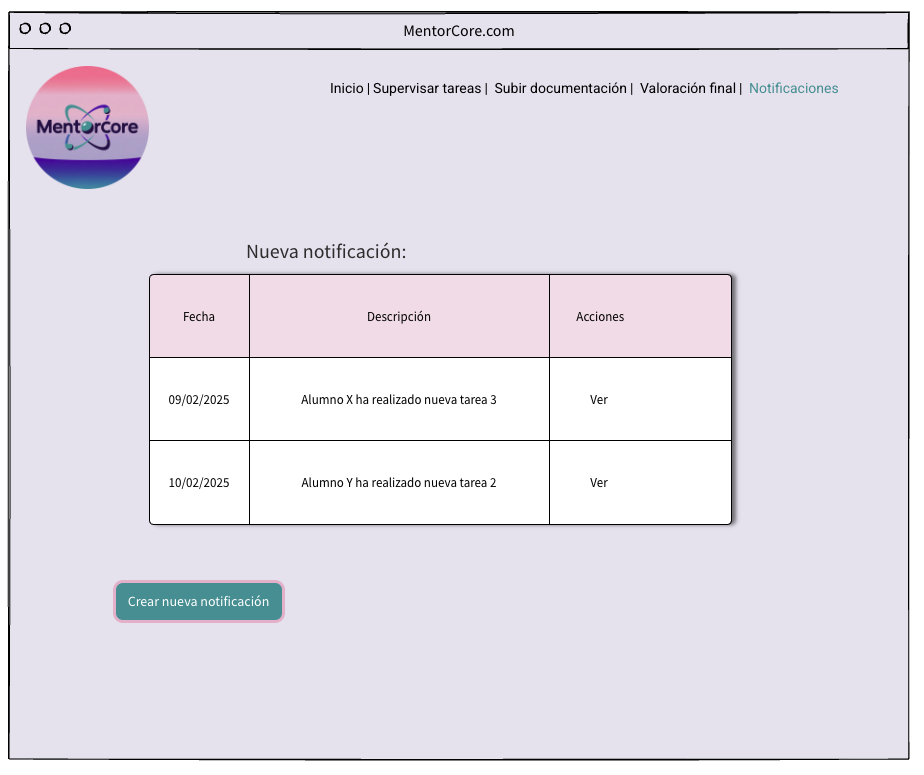 MentorCore.com
MentorCore
Inicio | Supervisar tareas | Subir documentación | Valoración final | Notificaciones
Nueva notificación:
Fecha Descripción Acciones
09/02/2025 Alumno X ha realizado nueva tarea 3 Ver
10/02/2025 Alumno Y ha realizado nueva tarea 2 Ver
Crear nueva notificación